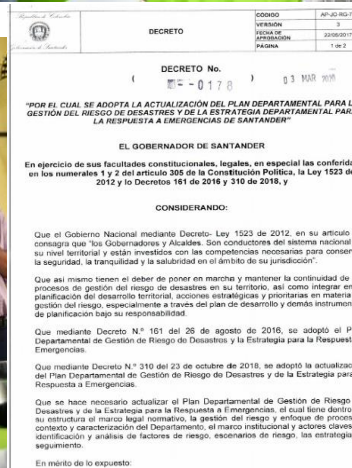 República de Colombia
DECRETO
CÓDIGO
AP-JD-RG-7
VERSIÓN
3
FECHA DE APROBACIÓN
22/08/2017
PÁGINA
1 de 2
DECRETO No.
( 0178 ) 03 MAR 2020
"POR EL CUAL SE ADOPTA LA ACTUALIZACIÓN DEL PLAN DEPARTAMENTAL PARA L
GESTIÓN DEL RIESGO DE DESASTRES Y DE LA ESTRATEGIA DEPARTAMENTAL PAR
LA RESPUESTA A EMERGENCIAS DE SANTANDER"
EL GOBERNADOR DE SANTANDER
En ejercicio de sus facultades constitucionales, legales, en especial las conferida
en los numerales 1 y 2 del artículo 305 de la Constitución Política, la Ley 1523 de
2012 y lo Decretos 161 de 2016 y 310 de 2018, y
CONSIDERANDO:
Que el Gobierno Nacional mediante Decreto- Ley 1523 de 2012, en su artículo
consagra que "los Gobernadores y Alcaldes. Son conductores del sistema nacional
su nivel territorial y están investidos con las competencias necesarias para conser
la seguridad, la tranquilidad y la salubridad en el ámbito de su jurisdicción".
Que así mismo tienen el deber de poner en marcha y mantener la continuidad de
procesos de gestión del riesgo de desastres en su territorio, así como integrar en
planificación del desarrollo territorial, acciones estratégicas y prioritarias en materia
gestión del riesgo, especialmente a través del plan de desarrollo y demás instrumen
de planificación bajo su responsabilidad.
Que mediante Decreto N.º 161 del 26 de agosto de 2016, se adoptó el P
Departamental de Gestión de Riesgo de Desastres y la Estrategia para la Respuest
Emergencias.
Que mediante Decreto N.º 310 del 23 de octubre de 2018, se adoptó la actualizac
del Plan Departamental de Gestión de Riesgo de Desastres y de la Estrategia para
Respuesta a Emergencias.
Que se hace necesario actualizar el Plan Departamental de Gestión de Riesgo
Desastres y de la Estrategia para la Respuesta a Emergencias, el cual tiene dentro
su estructura el marco legal normativo, la gestión del riesgo y enfoque de proces
contexto y caracterización del Departamento, el marco institucional y actores claves
identificación y análisis de factores de riesgo, escenarios de riesgo, las estrategia
seguimiento.
En mérito de lo expuesto: